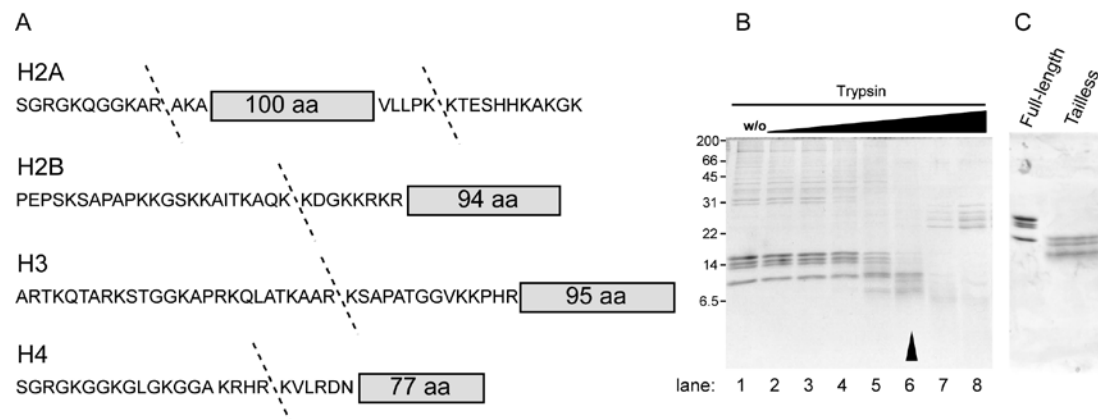 A
H2A
SGRGKQGGKAR AKA 100 aa VLLPK KTESHHKAKGK
H2B
PEPSKSAPAPKKGSKKAITKAQK KDGKKRKR 94 aa
H3
ARTKQTARKSTGGKAPRKQLATKAAR KSAPATGGVKKPHR 95 aa
H4
SGRGKGGKGLGKGGA KRHR KVLRDN 77 aa
B
Trypsin
w/o
200
66
45
31
22
14
6.5
lane: 1 2 3 4 5 6 7 8
C
Full-length
Tailless